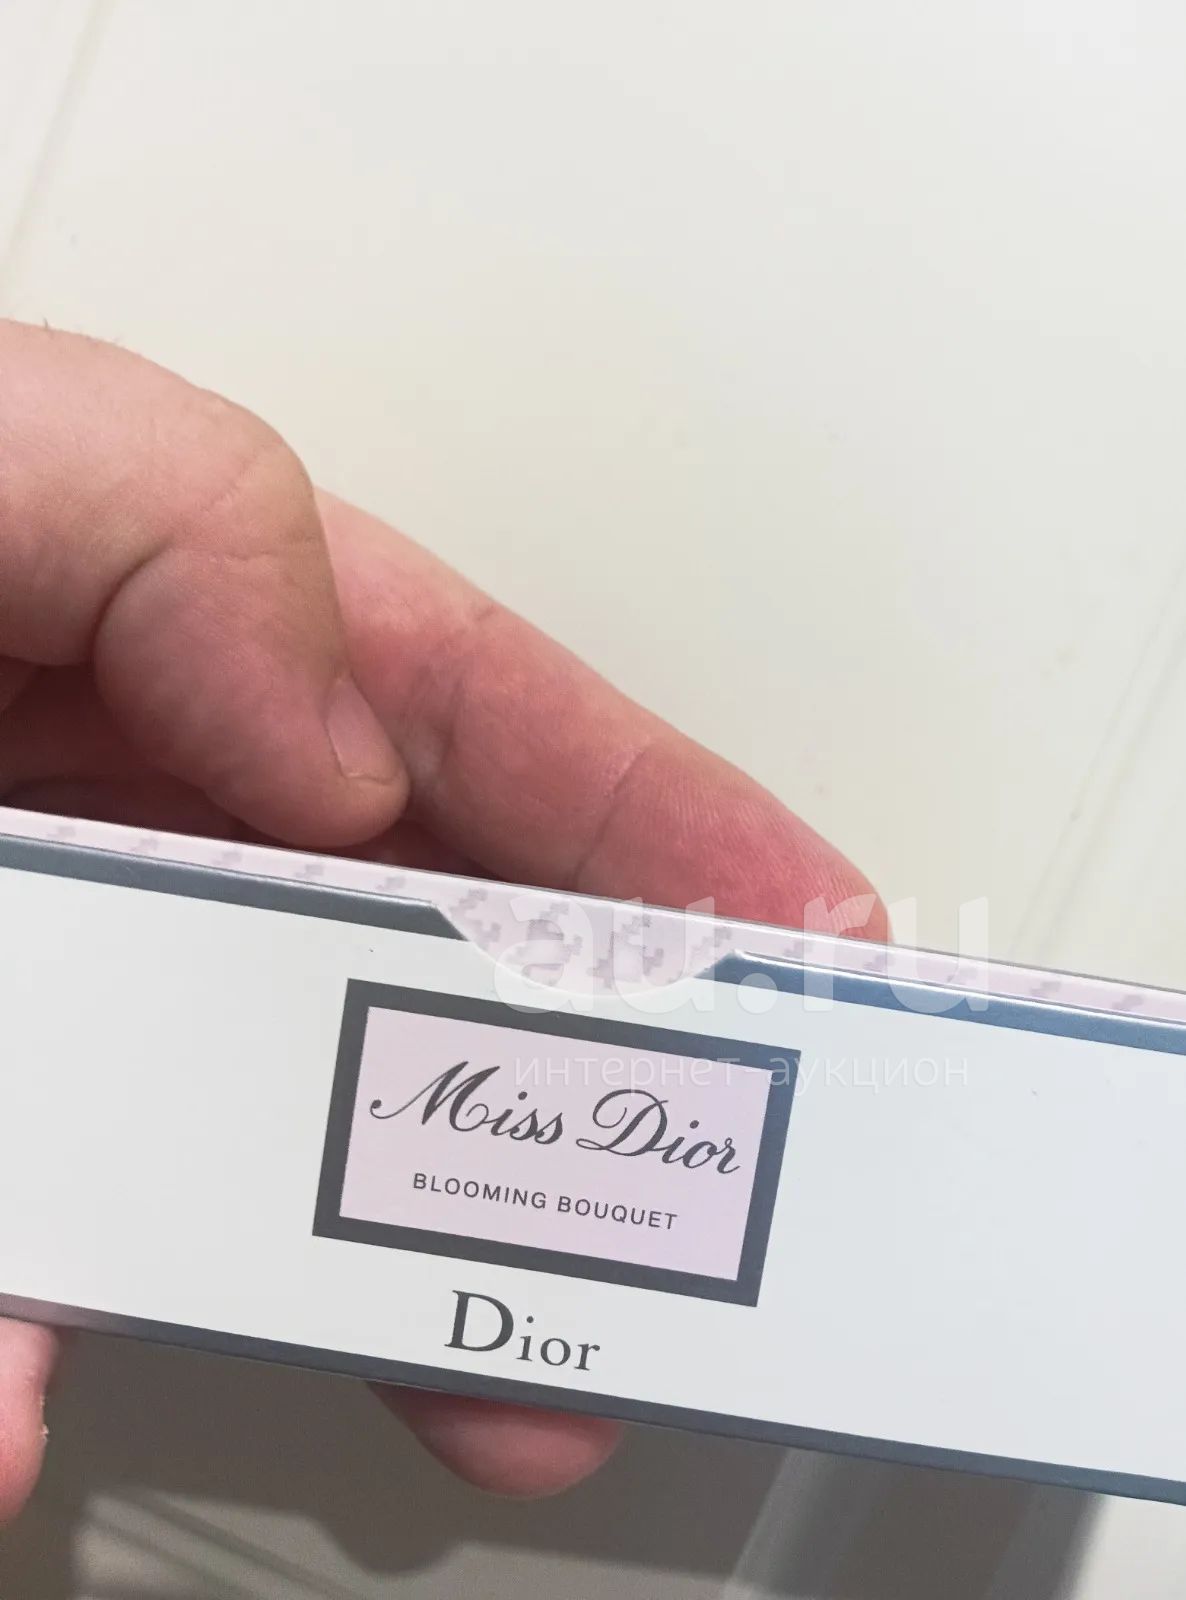 au.ru
интернет-аукцион
Miss Dior
BLOOMING BOUQUET
Dior